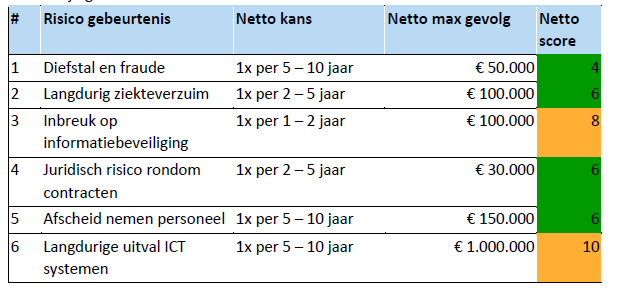 # Risico gebeurtenis Netto kans Netto max gevolg Netto
score
1 Diefstal en fraude 1x per 5 – 10 jaar € 50.000 4
2 Langdurig ziekteverzuim 1x per 2 – 5 jaar € 100.000 6
3 Inbreuk op 1x per 1 – 2 jaar € 100.000 8
informatiebeveiliging
4 Juridisch risico rondom 1x per 2 – 5 jaar € 30.000 6
contracten
5 Afscheid nemen personeel 1x per 5 – 10 jaar € 150.000 6
6 Langdurige uitval ICT 1x per 5 – 10 jaar € 1.000.000 10
systemen